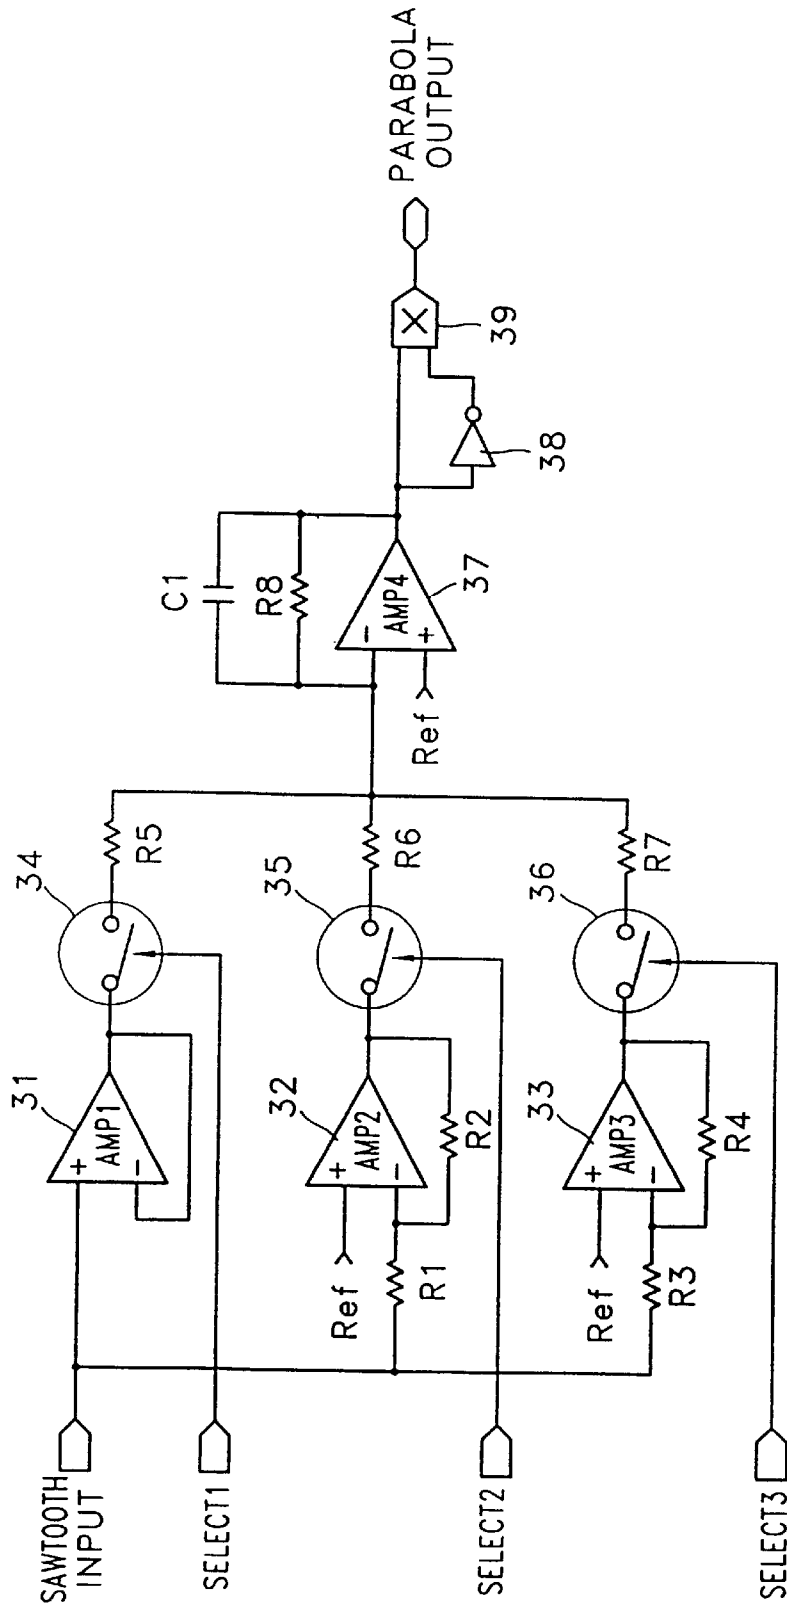 SAWTOOTH
INPUT
SELECT1
SELECT2
SELECT3
31
+
-
AMP1
34
R5
Ref
R1
32
+
-
AMP2
R2
35
R6
Ref
R3
33
+
-
AMP3
R4
36
R7
C1
R8
Ref
-
+
AMP4
37
38
39
PARABOLA
OUTPUT